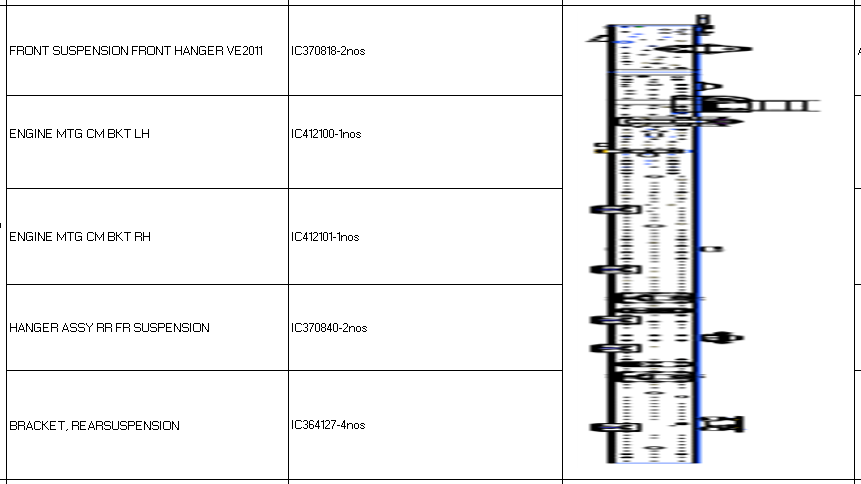 FRONT SUSPENSION FRONT HANGER VE2011
IC370818-2nos
ENGINE MTG CM BKT LH
IC412100-1nos
ENGINE MTG CM BKT RH
IC412101-1nos
HANGER ASSY RR FR SUSPENSION
IC370840-2nos
BRACKET, REARSUSPENSION
IC364127-4nos